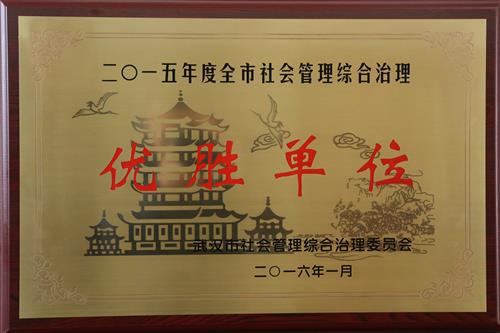 二〇一五年度全市社会管理综合治理
优胜单位
武汉市社会管理综合治理委员会
二〇一六年一月